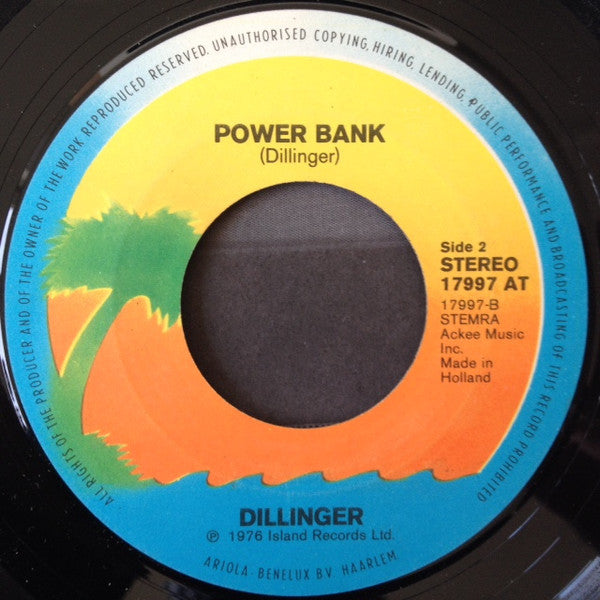 ALL RIGHTS OF THE PRODUCER AND OF THE OWNER OF THE WORK REPRODUCED RESERVED. UNAUTHORISED COPYING, HIRING, LENDING, PUBLIC PERFORMANCE AND BROADCASTING OF THIS RECORD PROHIBITED
POWER BANK
(Dillinger)
Side 2
STEREO
17997 AT
17997-B
STEMRA
Ackee Music
Inc.
Made in
Holland
DILLINGER
℗ 1976 Island Records Ltd.
ARIOLA-BENELUX B.V. HAARLEM